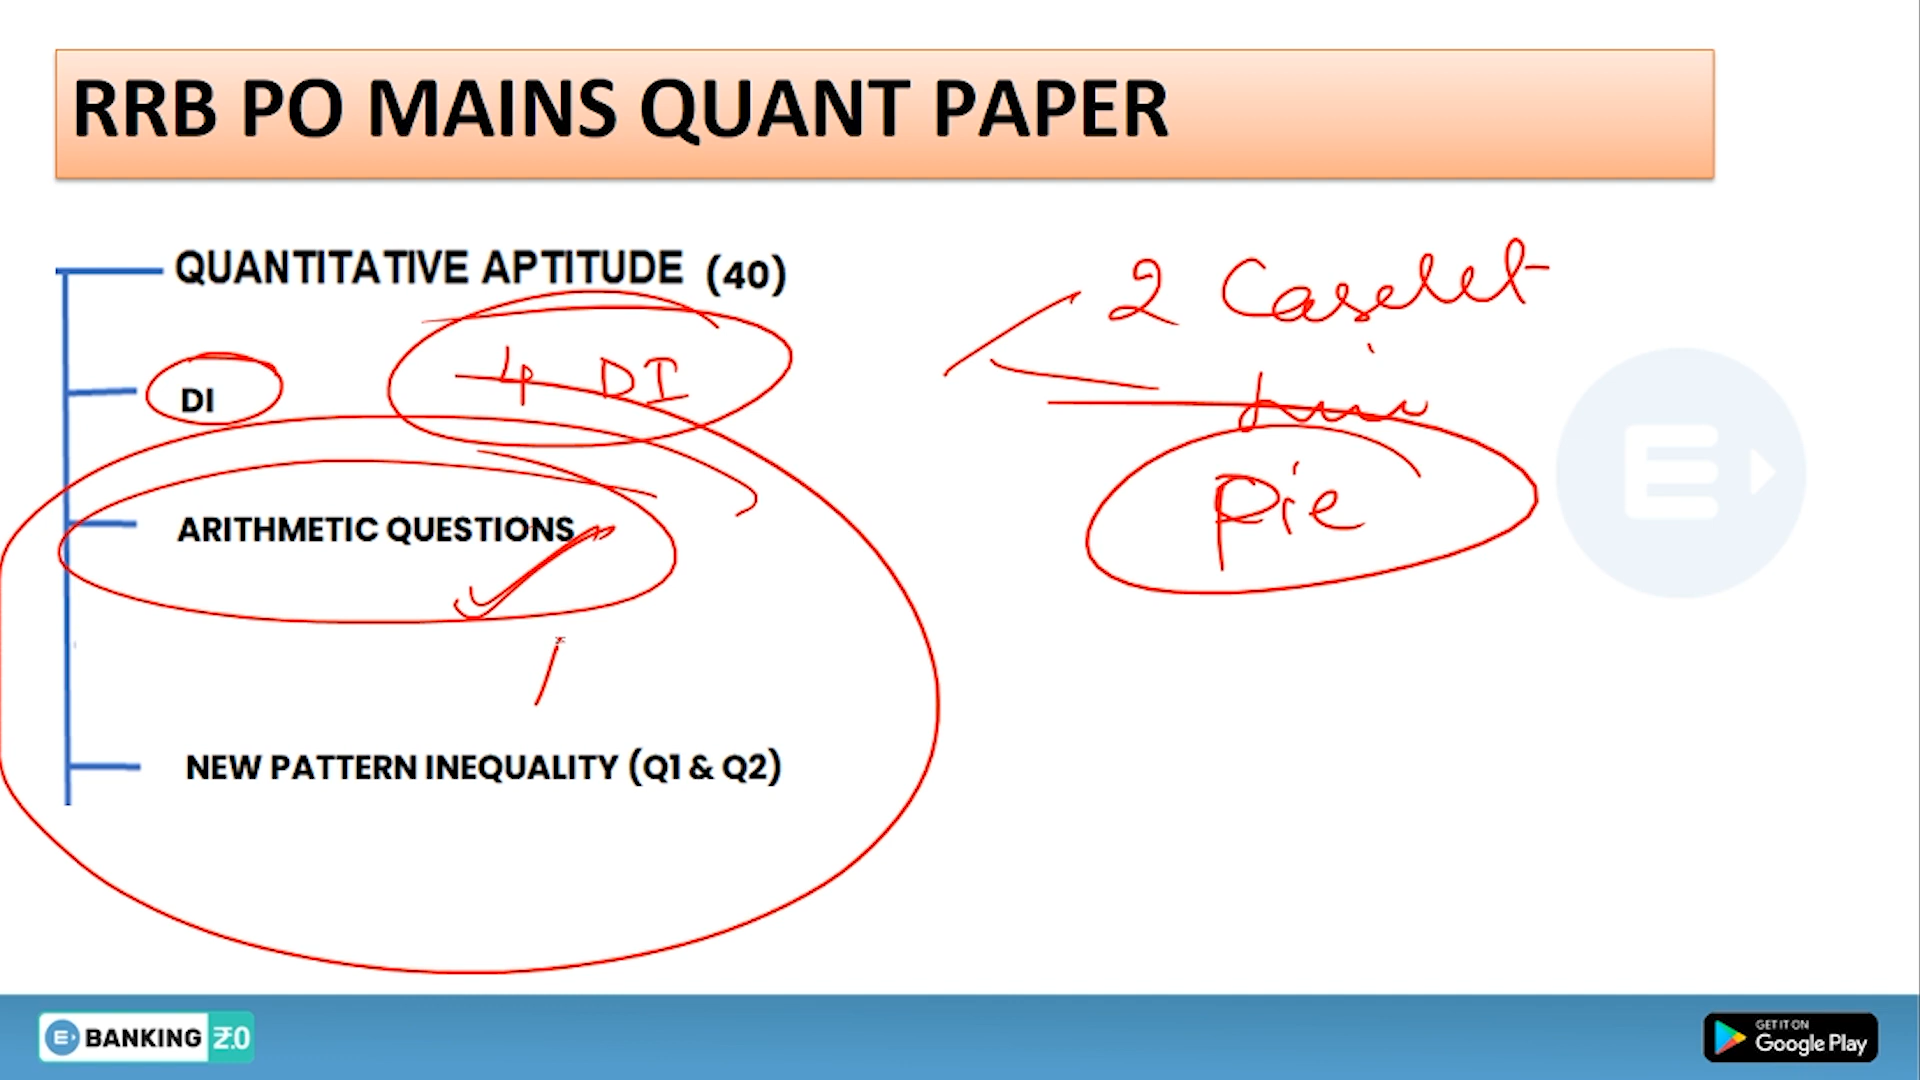 RRB PO MAINS QUANT PAPER
QUANTITATIVE APTITUDE (40)
2 Caselet
DI
4 DI
Pie
ARITHMETIC QUESTIONS
NEW PATTERN INEQUALITY (Q1 & Q2)
E BANKING ₹2.0
GET IT ON
Google Play